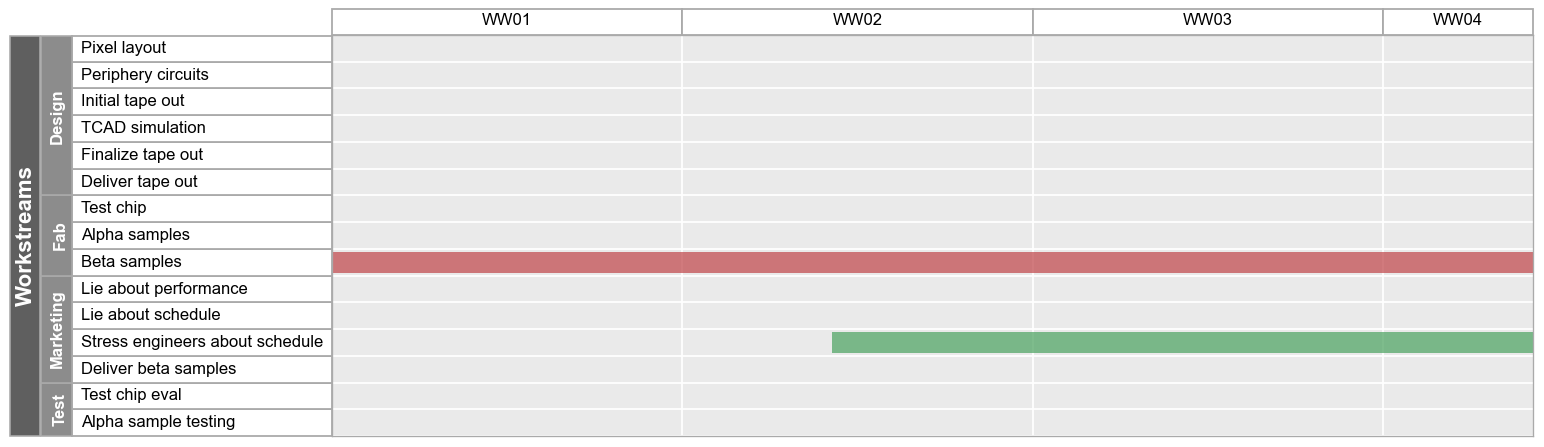 WW01 WW02 WW03 WW04
Workstreams
Design
Pixel layout
Periphery circuits
Initial tape out
TCAD simulation
Finalize tape out
Deliver tape out
Fab
Test chip
Alpha samples
Beta samples
Marketing
Lie about performance
Lie about schedule
Stress engineers about schedule
Deliver beta samples
Test
Test chip eval
Alpha sample testing